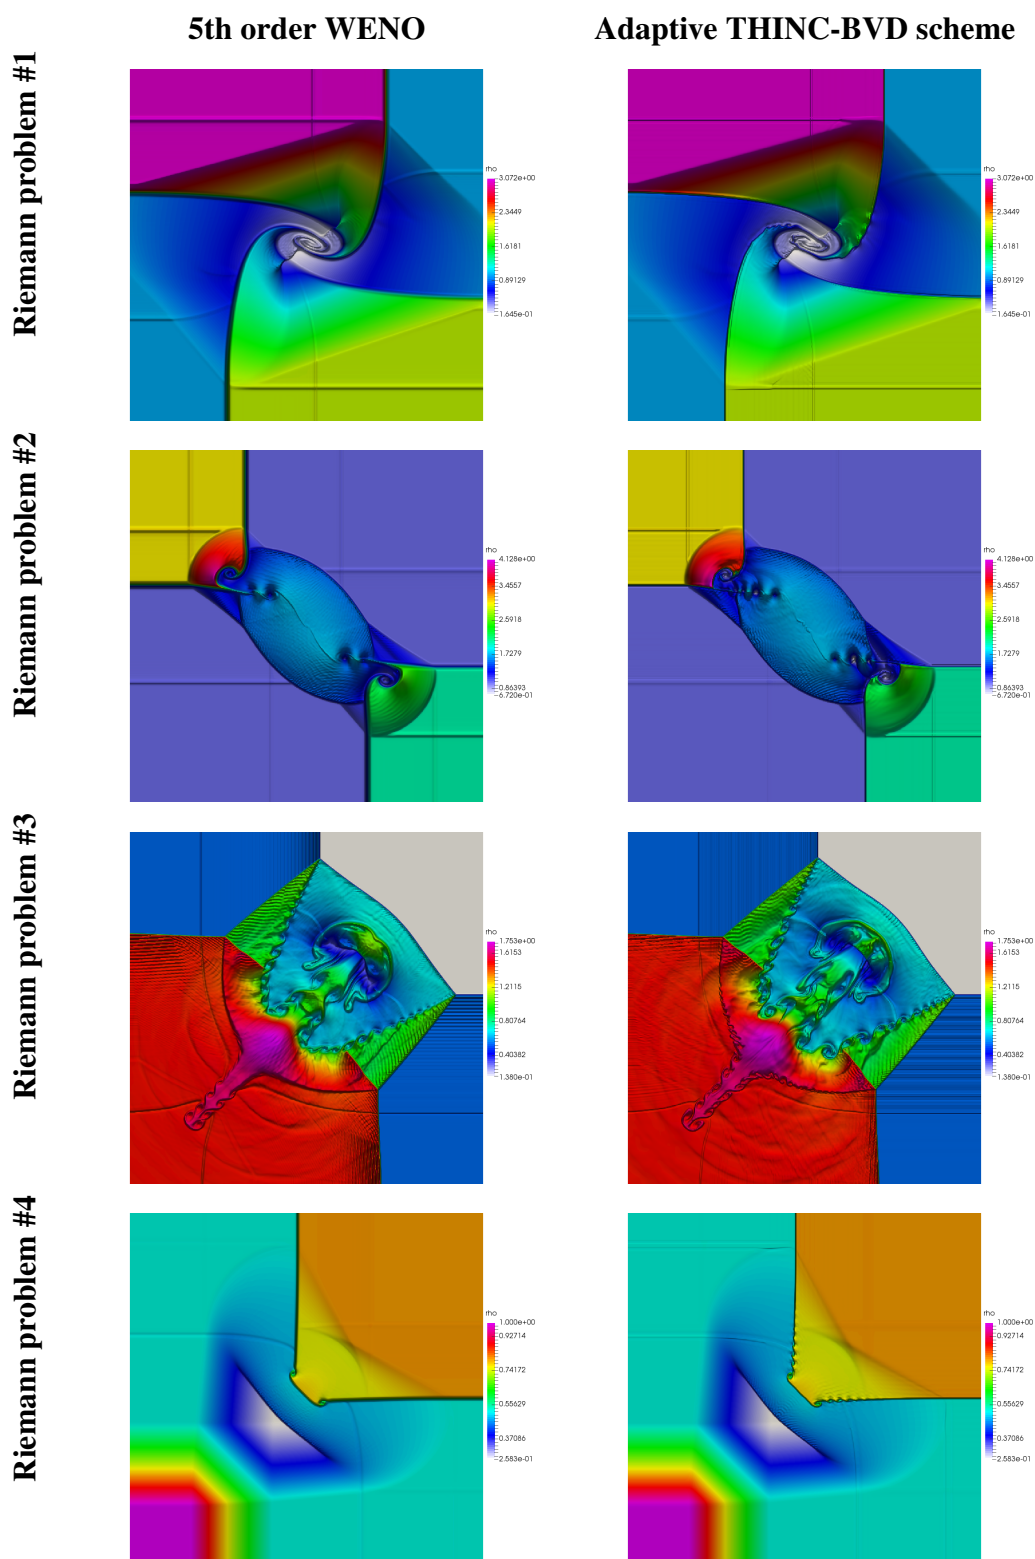 5th order WENO
Adaptive THINC-BVD scheme
Riemann problem #1
rho
3.072e+00
2.3449
1.6181
0.89129
1.645e-01
rho
3.072e+00
2.3449
1.6181
0.89129
1.645e-01
Riemann problem #2
rho
4.128e+00
3.4557
2.5918
1.7279
0.86393
6.720e-01
rho
4.128e+00
3.4557
2.5918
1.7279
0.86393
6.720e-01
Riemann problem #3
rho
1.753e+00
1.6153
1.2115
0.80764
0.40382
1.380e-01
rho
1.753e+00
1.6153
1.2115
0.80764
0.40382
1.380e-01
Riemann problem #4
rho
1.000e+00
0.92714
0.74172
0.55629
0.37086
2.583e-01
rho
1.000e+00
0.92714
0.74172
0.55629
0.37086
2.583e-01